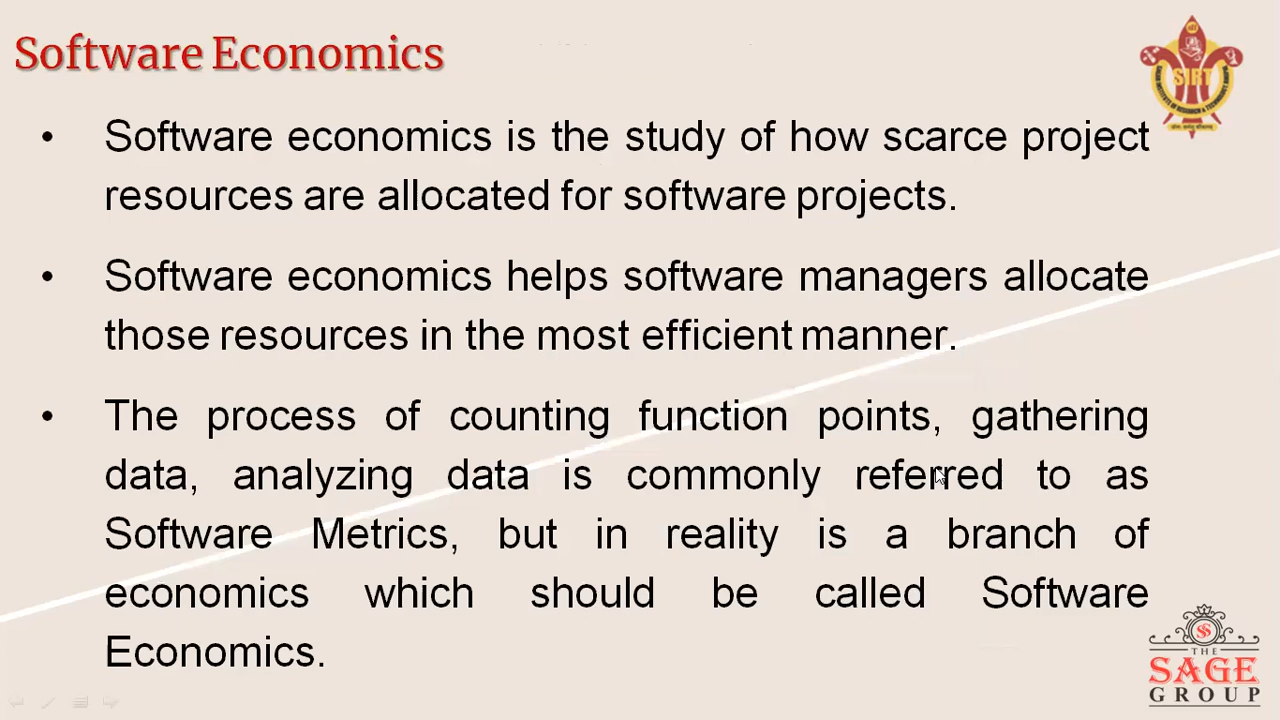 Software Economics
SIRT
• Software economics is the study of how scarce project
resources are allocated for software projects.
• Software economics helps software managers allocate
those resources in the most efficient manner.
• The process of counting function points, gathering
data, analyzing data is commonly referred to as
Software Metrics, but in reality is a branch of
economics which should be called Software
Economics.
THE
SAGE
GROUP